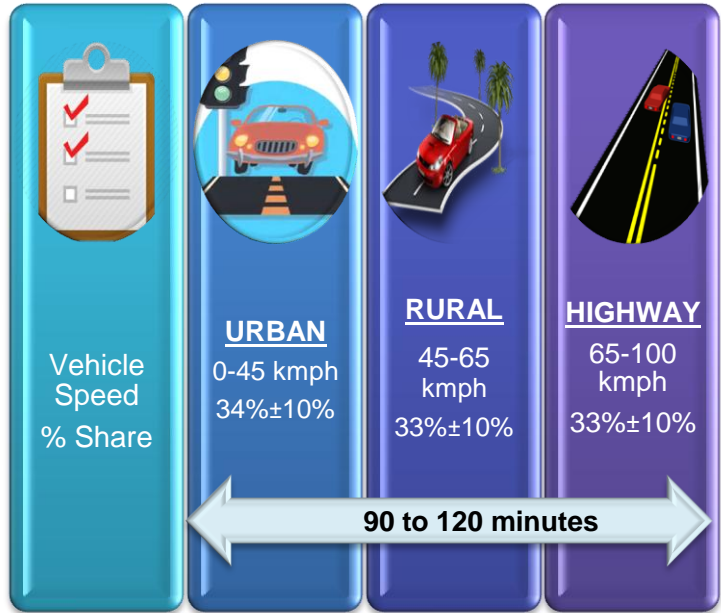 Vehicle
Speed
% Share
URBAN
0-45 kmph
34%±10%
RURAL
45-65
kmph
33%±10%
HIGHWAY
65-100
kmph
33%±10%
90 to 120 minutes